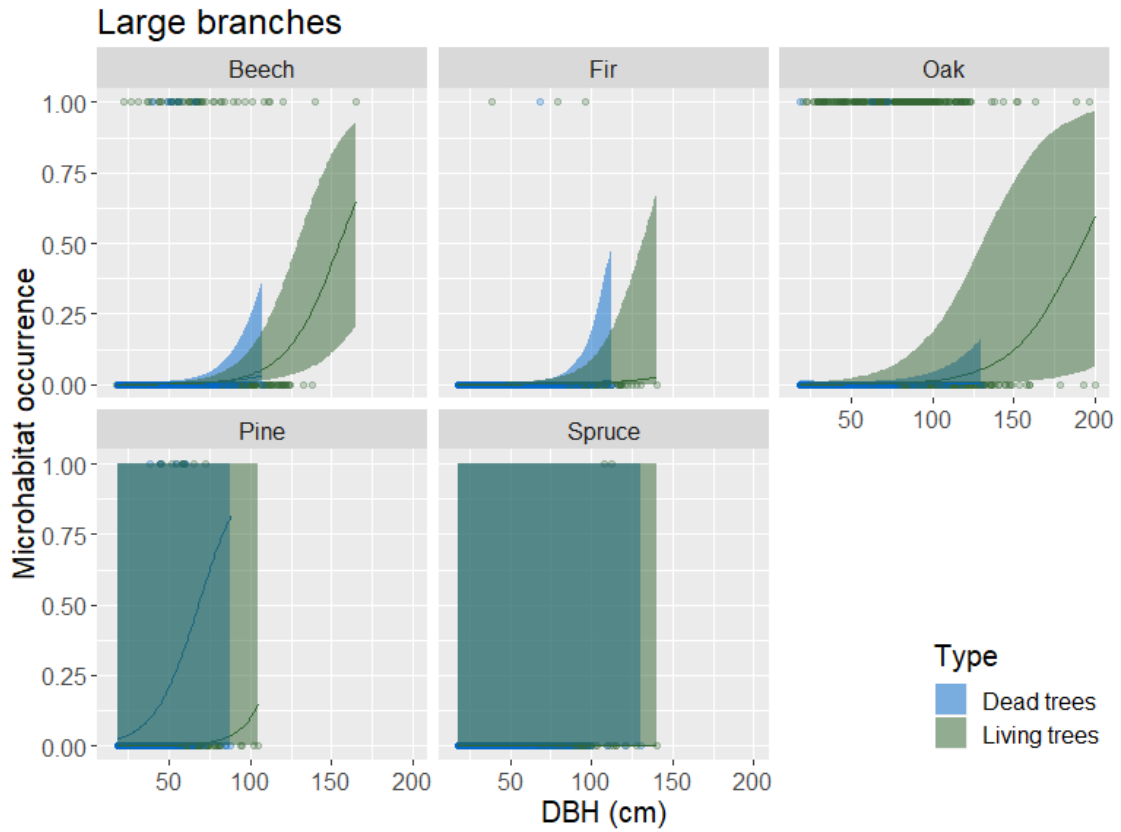 Large branches
Beech Fir Oak
1.00
0.75
0.50
0.25
0.00
50 100 150 200
Pine Spruce
1.00
0.75
0.50
0.25
0.00
50 100 150 200 50 100 150 200
Microhabitat occurrence
DBH (cm)
Type
Dead trees
Living trees